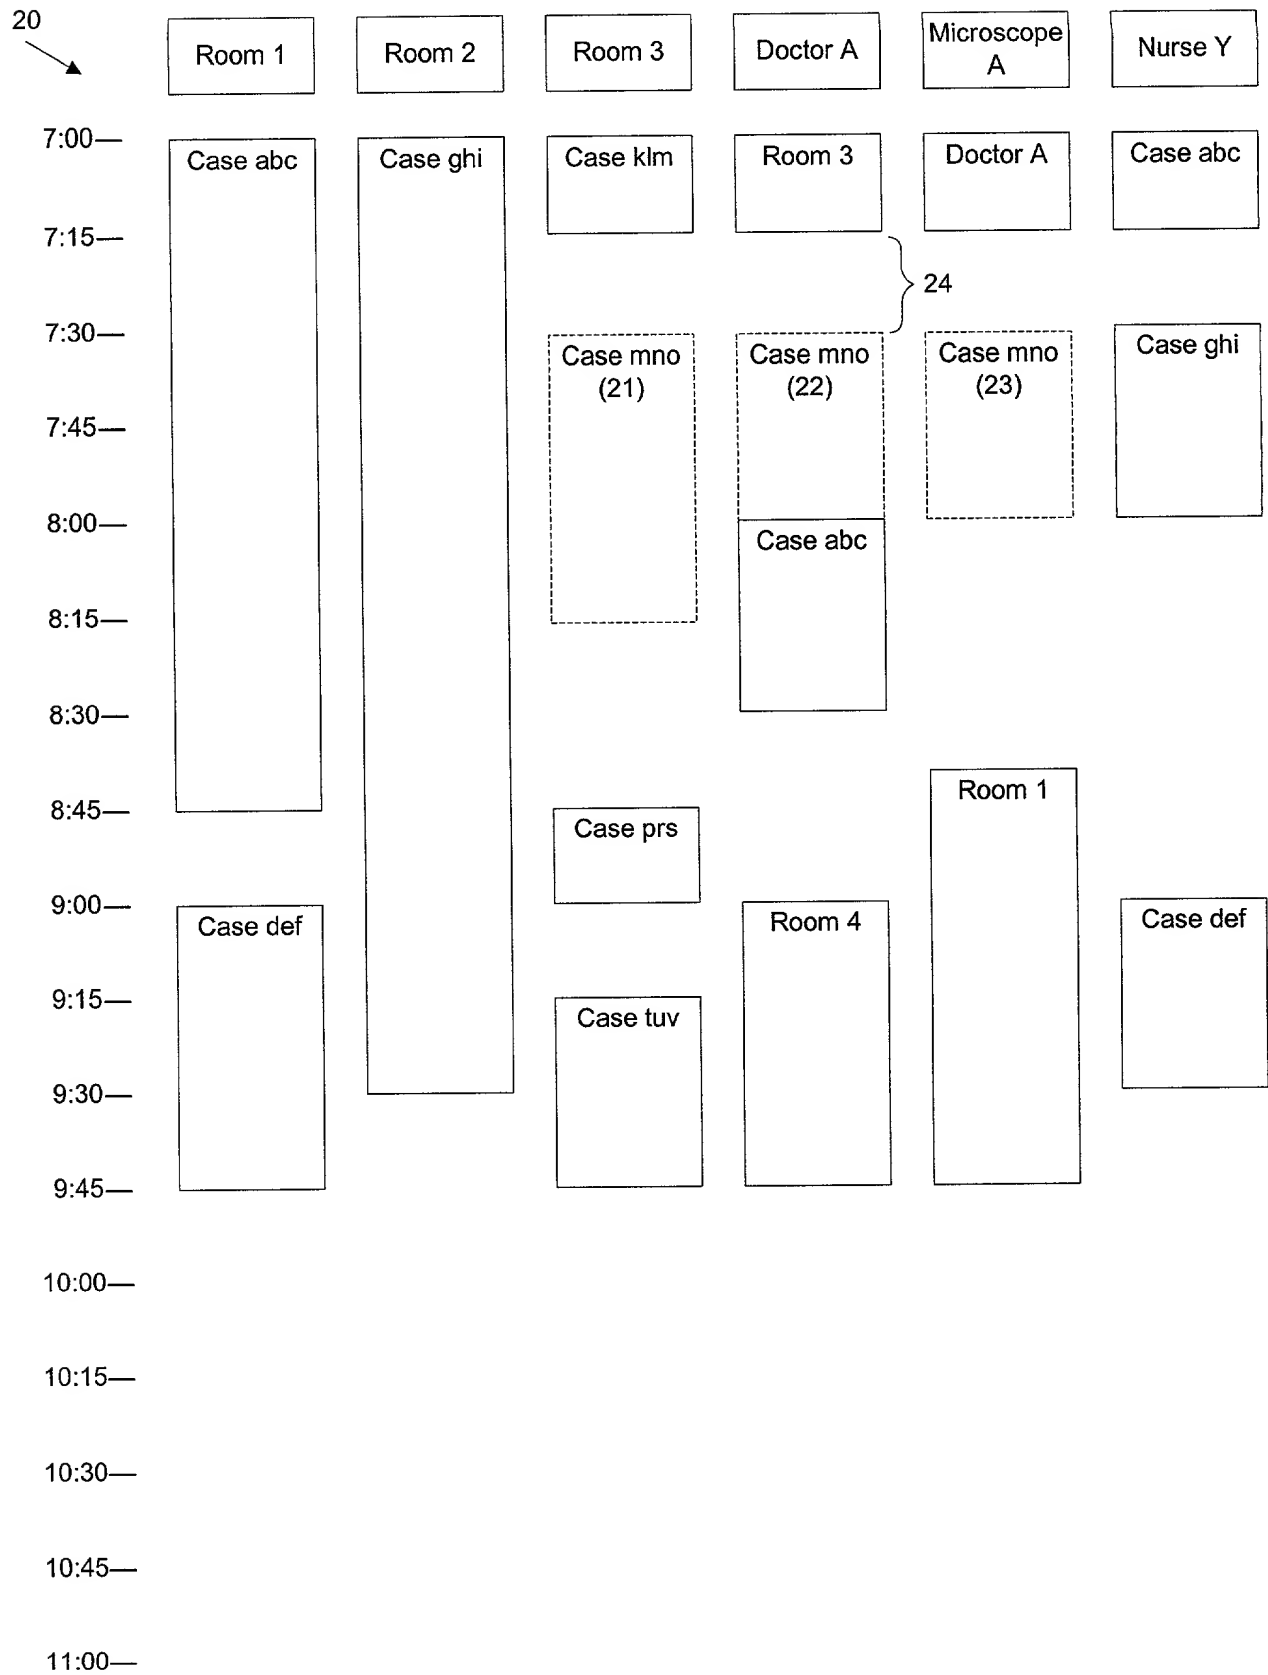 20
Room 1
Room 2
Room 3
Doctor A
Microscope
A
Nurse Y
7:00—
Case abc
Case ghi
Case klm
Room 3
Doctor A
Case abc
7:15—
24
7:30—
Case mno
(21)
Case mno
(22)
Case mno
(23)
Case ghi
7:45—
8:00—
Case abc
8:15—
8:30—
Room 1
8:45—
Case prs
9:00—
Case def
Room 4
Case def
9:15—
Case tuv
9:30—
9:45—
10:00—
10:15—
10:30—
10:45—
11:00—